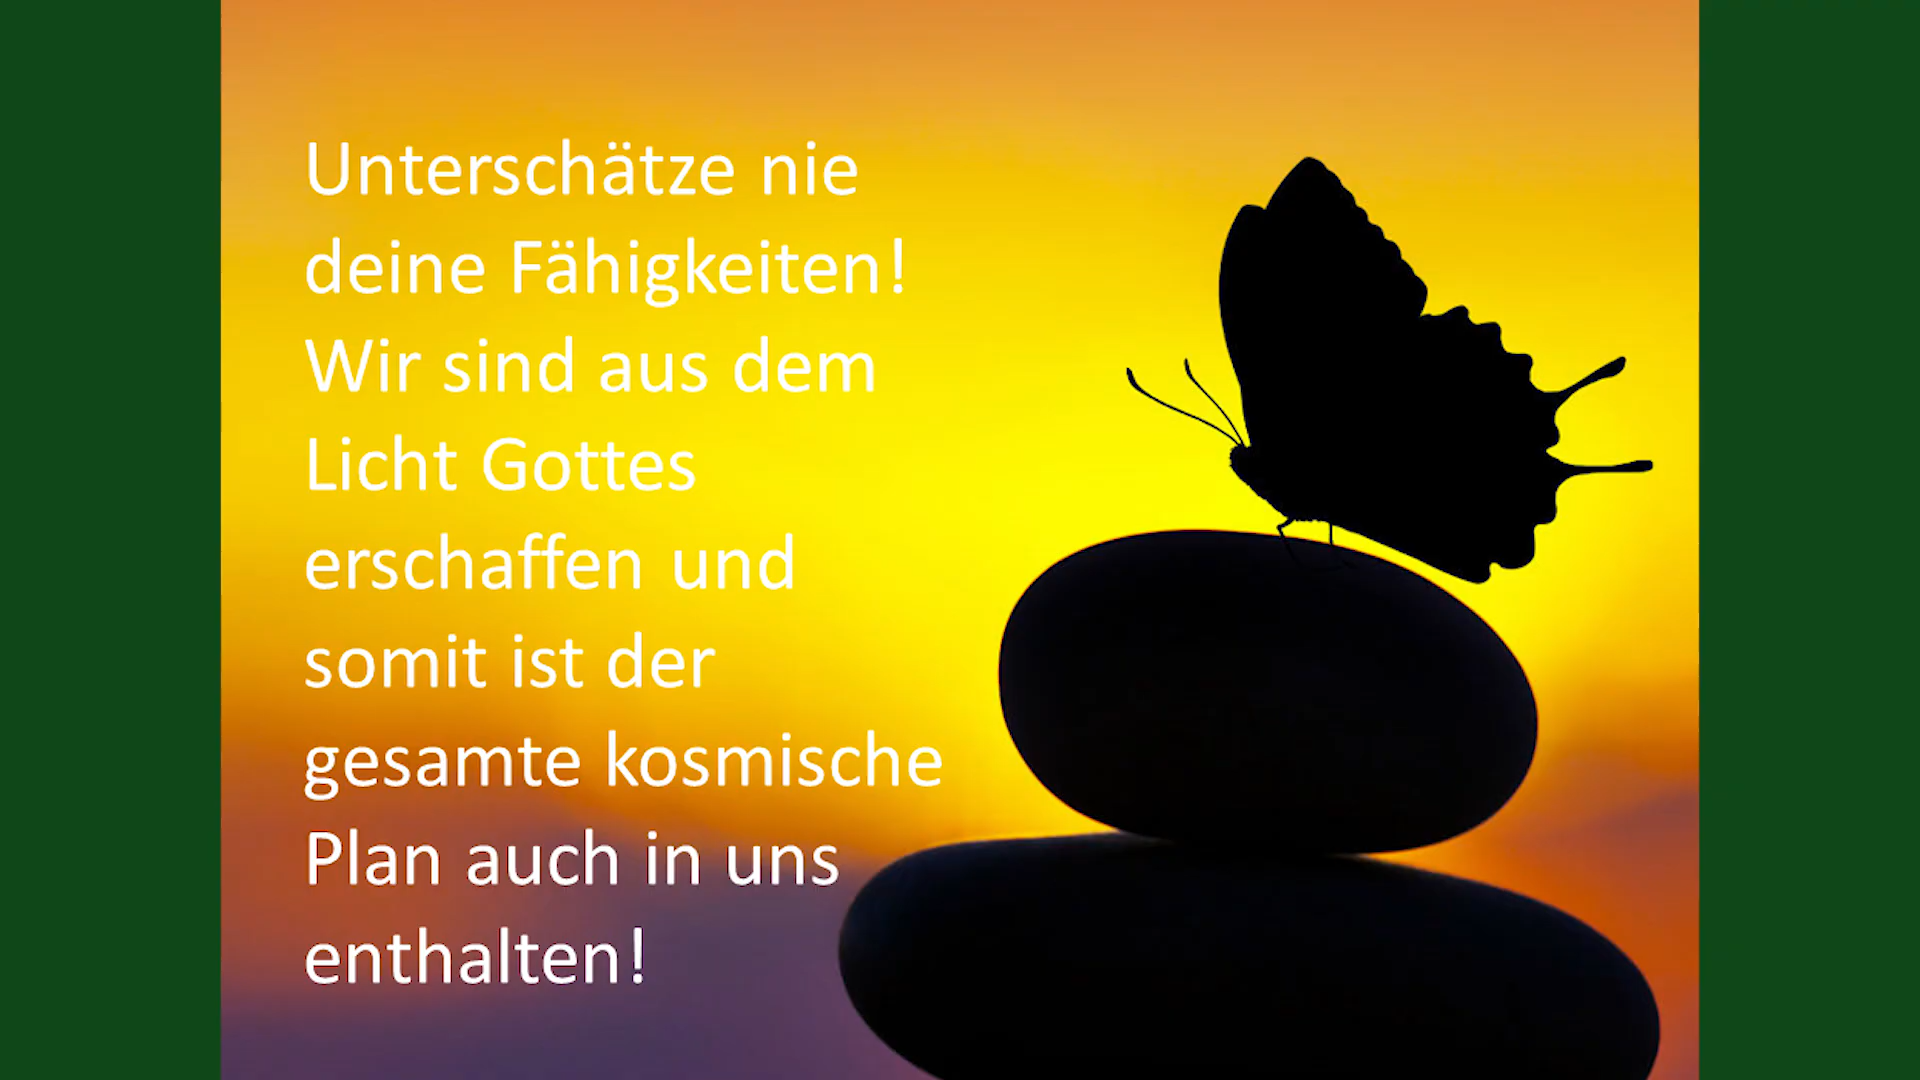 Unterschätze nie
deine Fähigkeiten!
Wir sind aus dem
Licht Gottes
erschaffen und
somit ist der
gesamte kosmische
Plan auch in uns
enthalten!